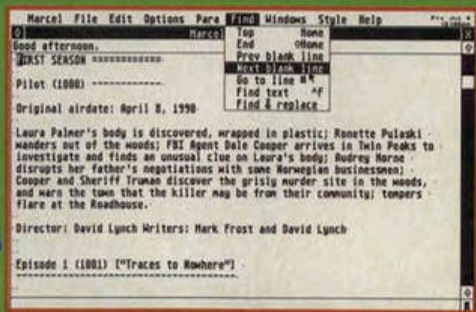 Marcel File Edit Options Para Find Windows Style Help
Marcel
Good afternoon.
Top Home
End ^Home
Prev blank line
Next blank line
Go to line
Find text ^F
Find & replace
FIRST SEASON ============
Pilot (1000) ------------
Original airdate: April 8, 1990
Laura Palmer's body is discovered, wrapped in plastic; Ronette Pulaski
wanders out of the woods; FBI Agent Dale Cooper arrives in Twin Peaks to
investigate and finds an unusual clue on Laura's body; Audrey Horne
disrupts her father's negotiations with some Norwegian businessmen;
Cooper and Sheriff Truman discover the grisly murder site in the woods,
and warn the town that the killer may be from their community; tempers
flare at the Roadhouse.
Director: David Lynch Writers: Mark Frost and David Lynch
Episode 1 (1001) ["Traces to Nowhere"]